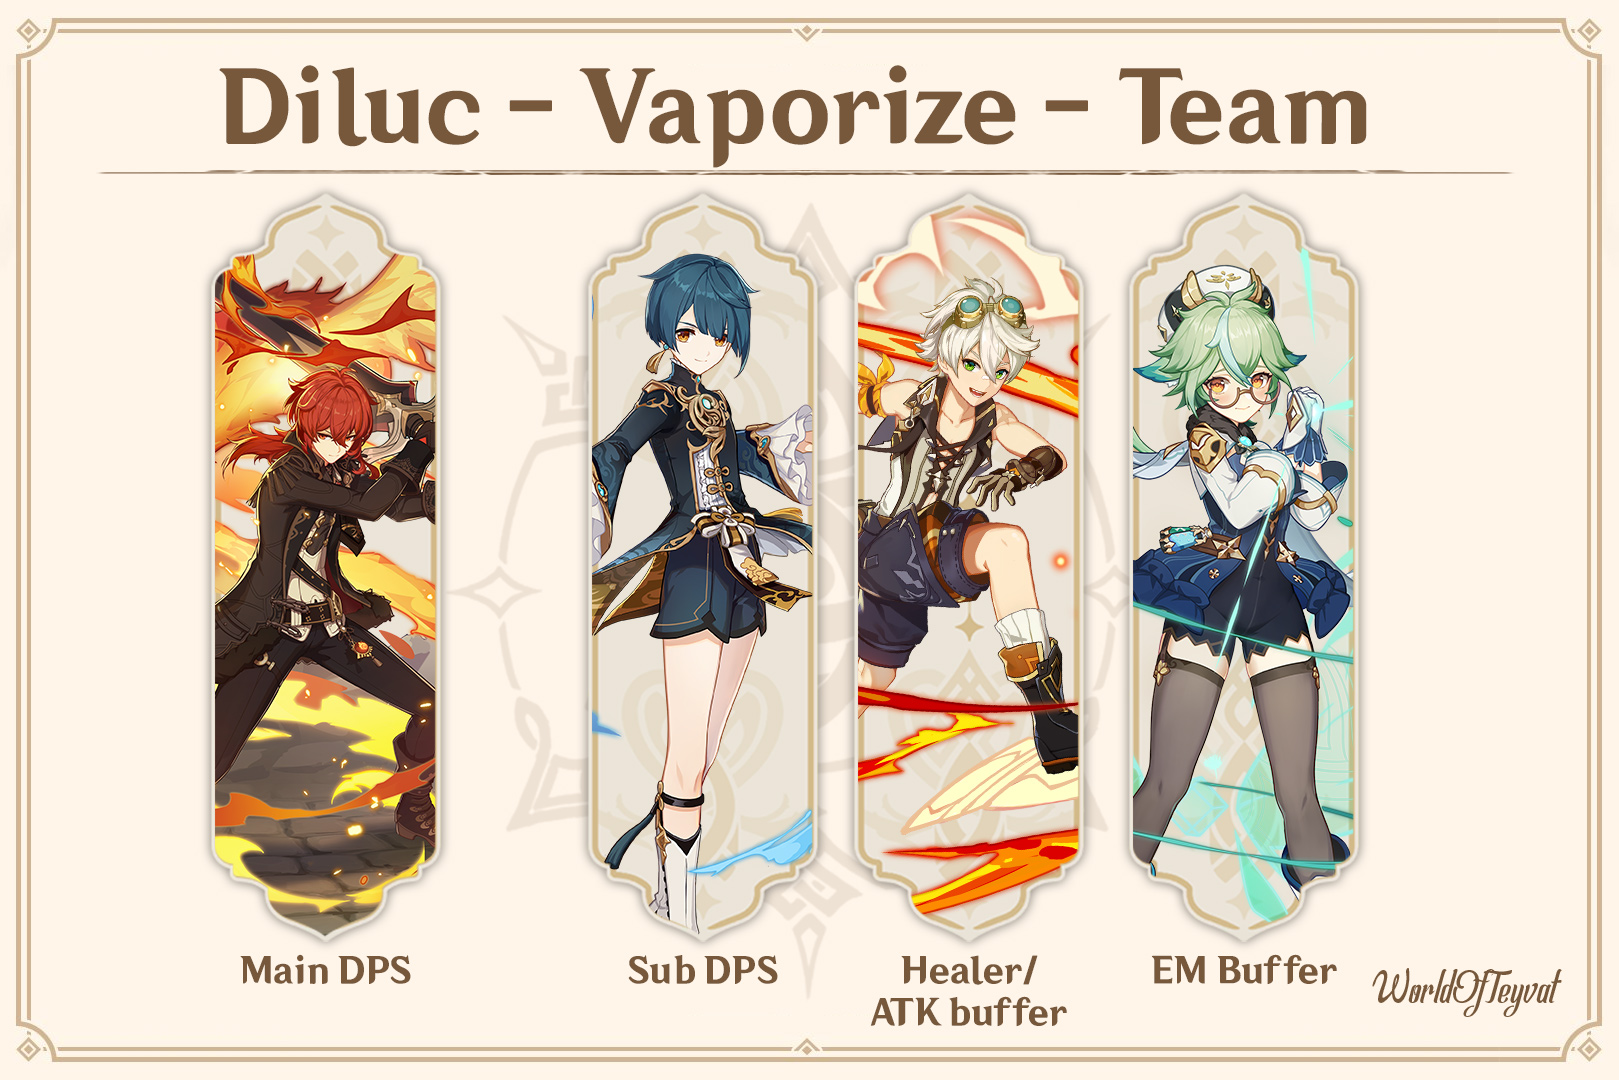 Diluc - Vaporize - Team
Main DPS
Sub DPS
Healer/
ATK buffer
EM Buffer
WorldOfTeyvat